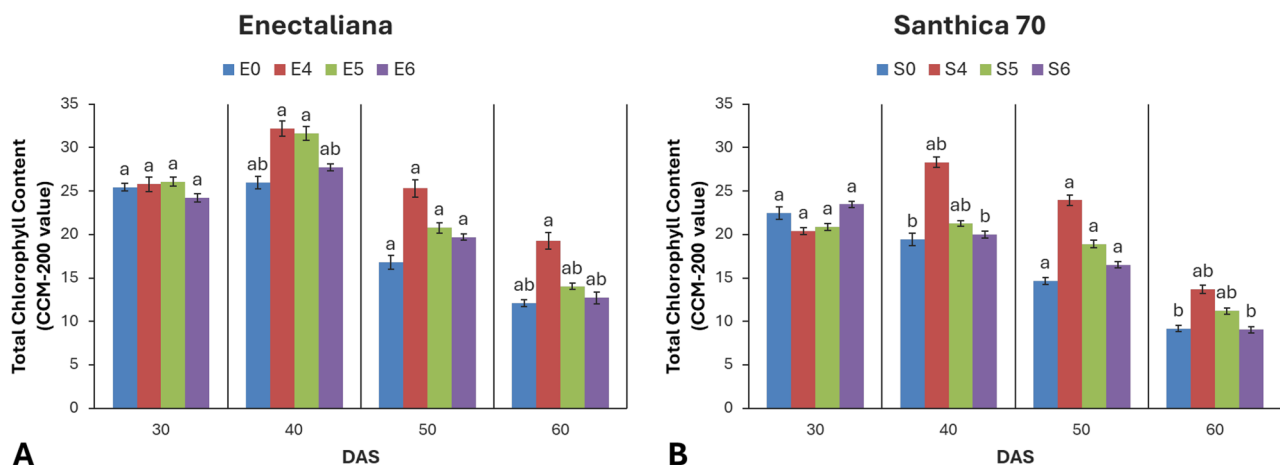 Enectaliana
E0 E4 E5 E6
Total Chlorophyll Content
(CCM-200 value)
35
30
25
20
15
10
5
0
a a a a
ab a a ab
a a a a
ab a ab ab
30 40 50 60
DAS
A
Santhica 70
S0 S4 S5 S6
Total Chlorophyll Content
(CCM-200 value)
35
30
25
20
15
10
5
0
a a a a
b ab ab b
a a a a
b ab ab b
30 40 50 60
DAS
B